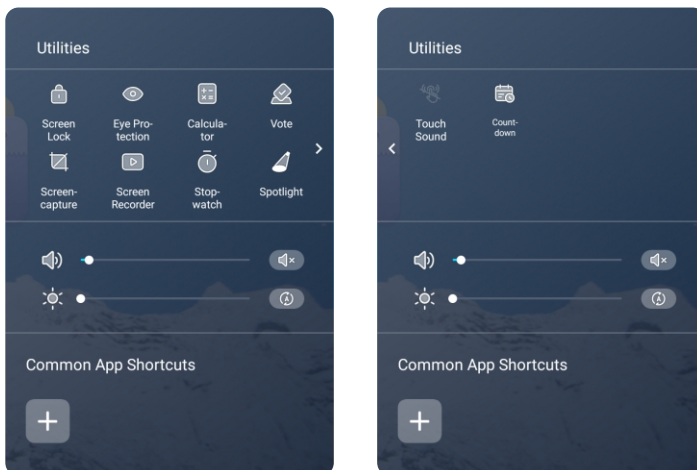 Utilities
Screen
Lock
Eye Pro-
tection
Calcula-
tor
Vote
Screen-
capture
Screen
Recorder
Stop-
watch
Spotlight
Common App Shortcuts
Utilities
Touch
Sound
Count-
down
Common App Shortcuts